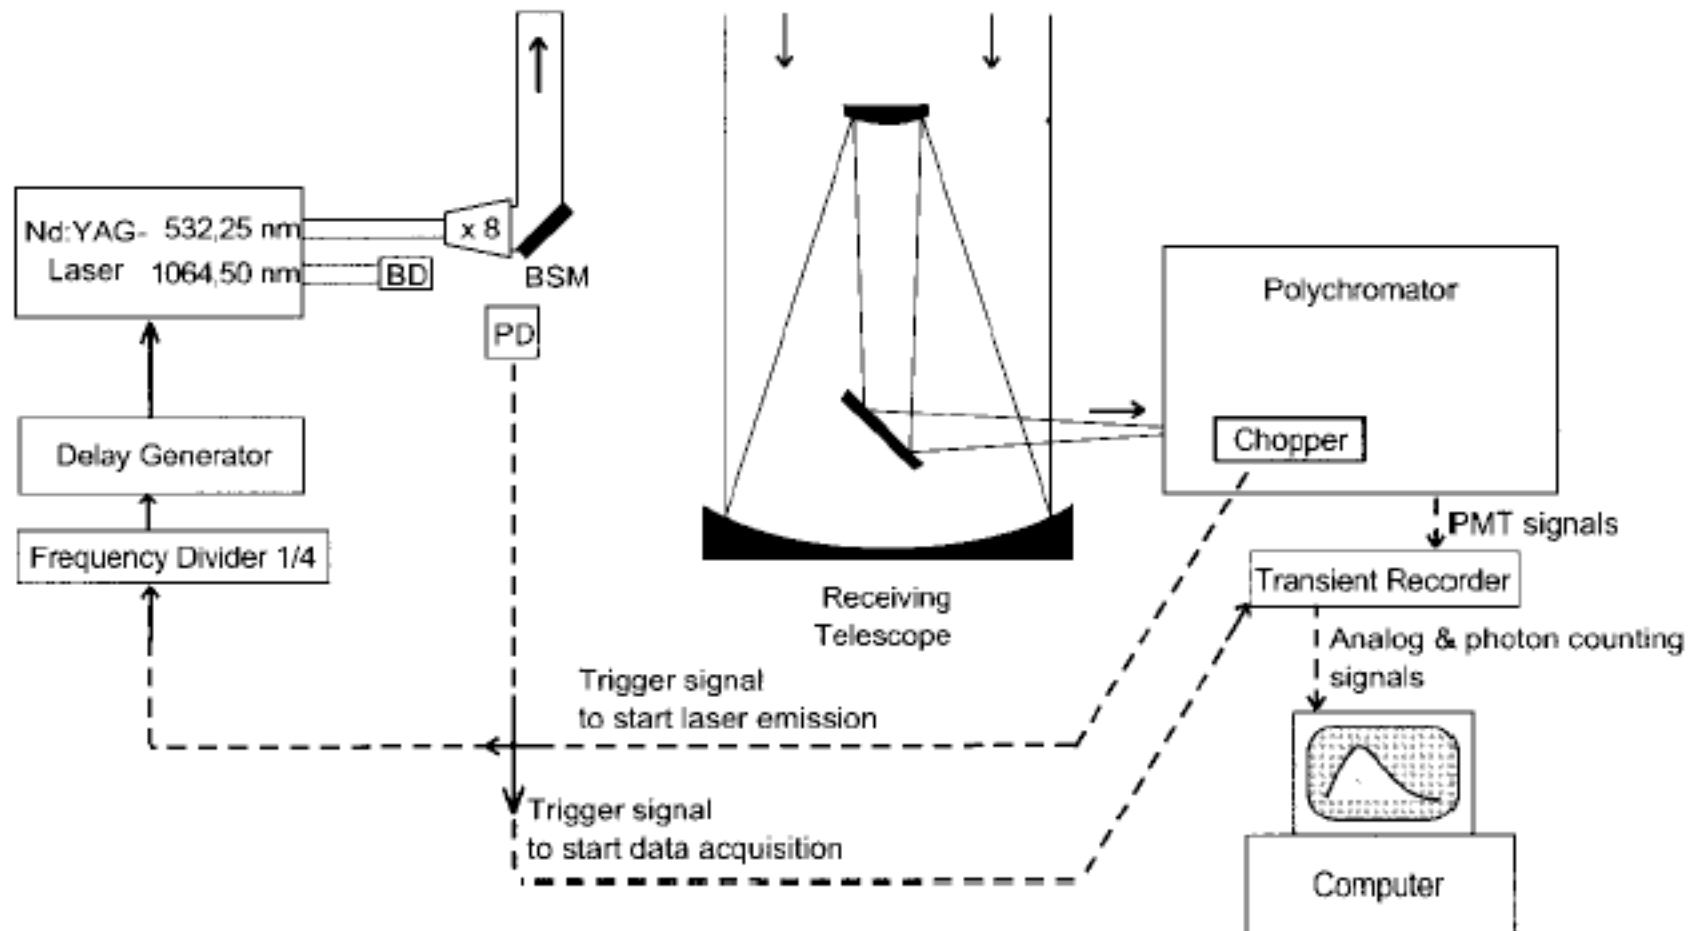 Nd:YAG- 532,25 nm
Laser 1064,50 nm
x 8
BD
BSM
PD
Delay Generator
Frequency Divider 1/4
Receiving
Telescope
Polychromator
Chopper
PMT signals
Transient Recorder
Analog & photon counting
signals
Trigger signal
to start laser emission
Trigger signal
to start data acquisition
Computer